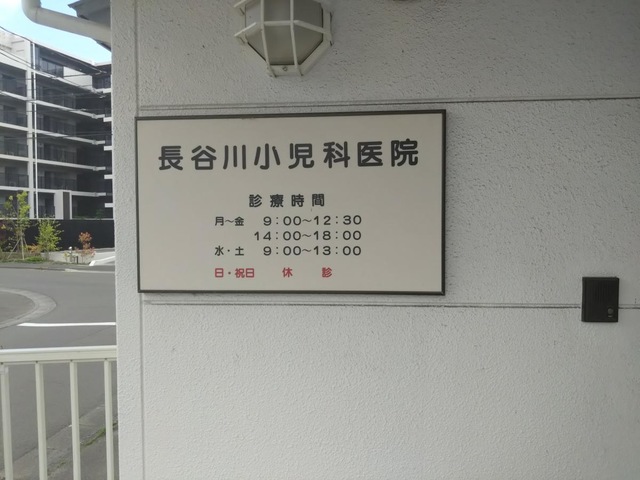 長谷川小児科医院
診療時間
月〜金 9:00〜12:30
14:00〜18:00
水・土 9:00〜13:00
日・祝日 休診